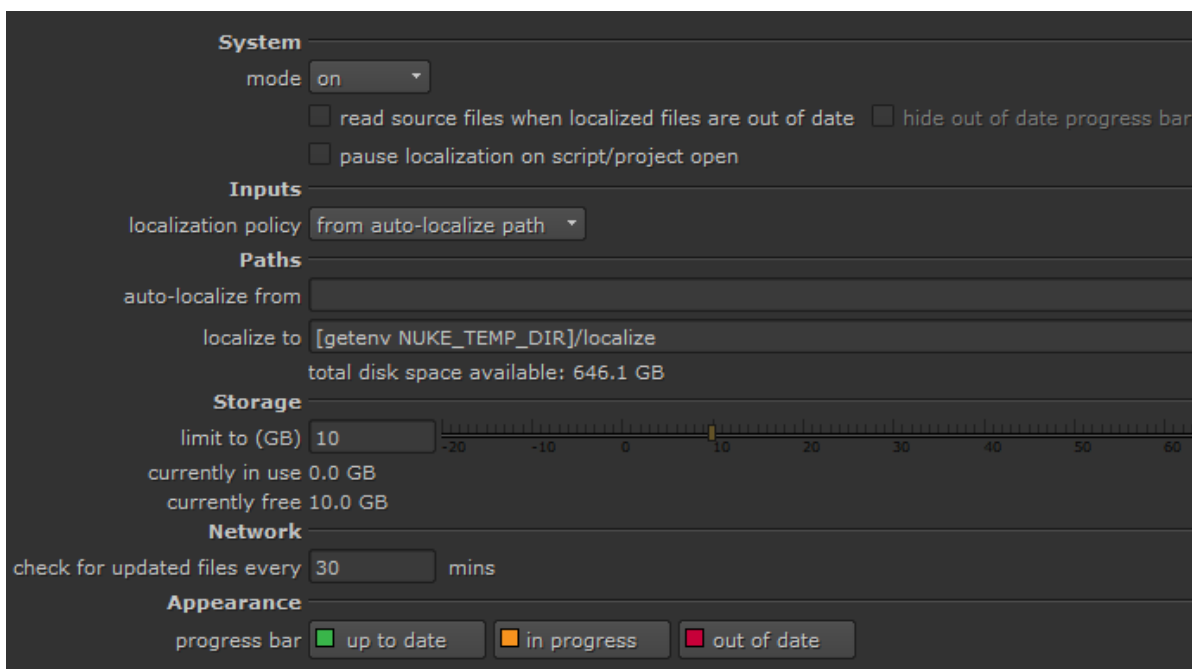 System
mode on
read source files when localized files are out of date hide out of date progress bar
pause localization on script/project open
Inputs
localization policy from auto-localize path
Paths
auto-localize from
localize to [getenv NUKE_TEMP_DIR]/localize
total disk space available: 646.1 GB
Storage
limit to (GB) 10
-20 -10 0 10 20 30 40 50 60
currently in use 0.0 GB
currently free 10.0 GB
Network
check for updated files every 30 mins
Appearance
progress bar up to date in progress out of date